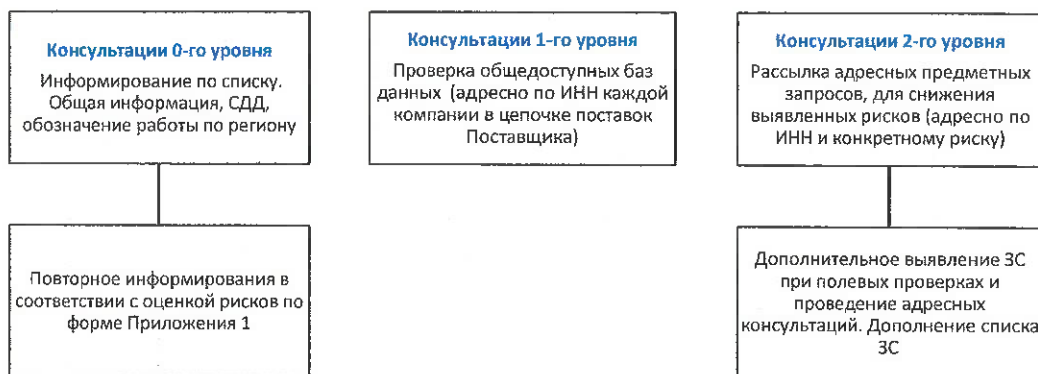 Консультации 0-го уровня
Информирование по списку.
Общая информация, СДД,
обозначение работы по региону
Консультации 1-го уровня
Проверка общедоступных баз
данных (адресно по ИНН каждой
компании в цепочке поставок
Поставщика)
Консультации 2-го уровня
Рассылка адресных предметных
запросов, для снижения
выявленных рисков (адресно по
ИНН и конкретному риску)
Повторное информирования в
соответствии с оценкой рисков по
форме Приложения 1
Дополнительное выявление ЗС
при полевых проверках и
проведение адресных
консультаций. Дополнение списка
ЗС